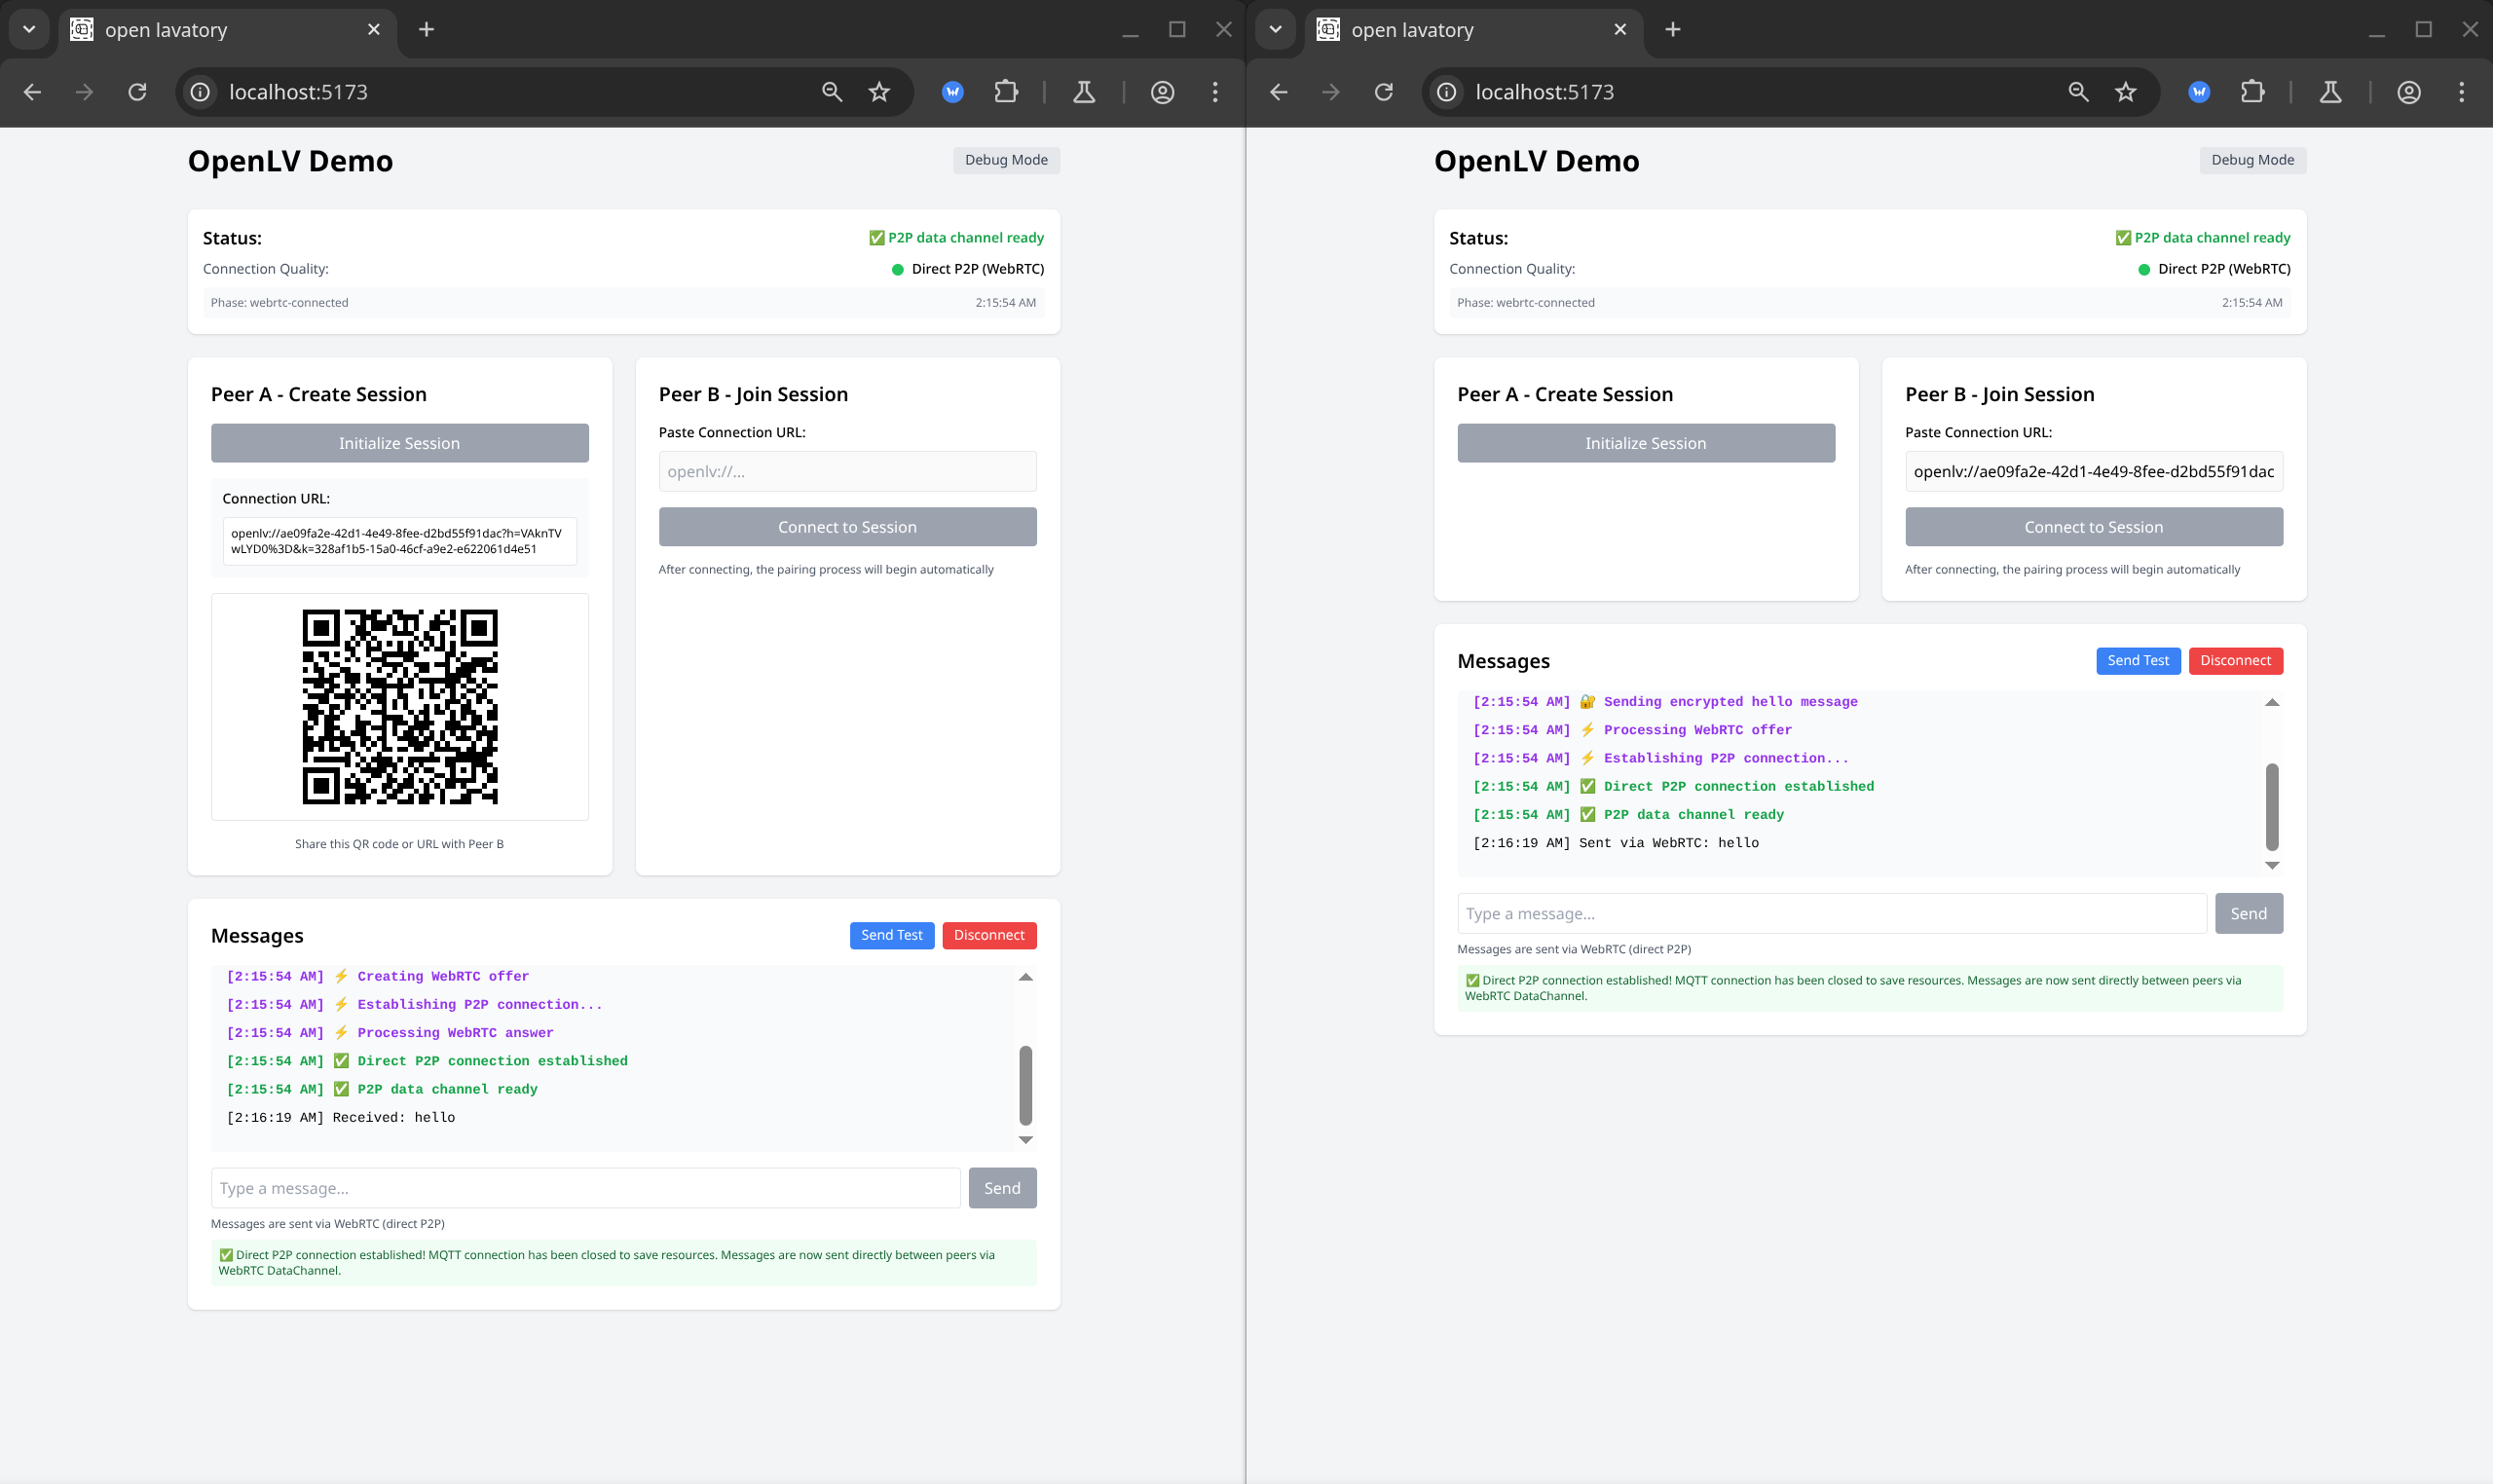 open lavatory
localhost:5173
OpenLV Demo
Debug Mode
Status:
✅ P2P data channel ready
Connection Quality:
Direct P2P (WebRTC)
Phase: webrtc-connected
2:15:54 AM
Peer A - Create Session
Initialize Session
Connection URL:
openlv://ae09fa2e-42d1-4e49-8fee-d2bd55f91dac?h=VAknTV
wLYD0%3D&k=328af1b5-15a0-46cf-a9e2-e622061d4e51
Share this QR code or URL with Peer B
Peer B - Join Session
Paste Connection URL:
openlv://...
Connect to Session
After connecting, the pairing process will begin automatically
Messages
Send Test
Disconnect
[2:15:54 AM] ⚡ Creating WebRTC offer
[2:15:54 AM] ⚡ Establishing P2P connection...
[2:15:54 AM] ⚡ Processing WebRTC answer
[2:15:54 AM] ✅ Direct P2P connection established
[2:15:54 AM] ✅ P2P data channel ready
[2:16:19 AM] Received: hello
Type a message...
Send
Messages are sent via WebRTC (direct P2P)
✅ Direct P2P connection established! MQTT connection has been closed to save resources. Messages are now sent directly between peers via
WebRTC DataChannel.
open lavatory
localhost:5173
OpenLV Demo
Debug Mode
Status:
✅ P2P data channel ready
Connection Quality:
Direct P2P (WebRTC)
Phase: webrtc-connected
2:15:54 AM
Peer A - Create Session
Initialize Session
Peer B - Join Session
Paste Connection URL:
openlv://ae09fa2e-42d1-4e49-8fee-d2bd55f91dac
Connect to Session
After connecting, the pairing process will begin automatically
Messages
Send Test
Disconnect
[2:15:54 AM] 🔐 Sending encrypted hello message
[2:15:54 AM] ⚡ Processing WebRTC offer
[2:15:54 AM] ⚡ Establishing P2P connection...
[2:15:54 AM] ✅ Direct P2P connection established
[2:15:54 AM] ✅ P2P data channel ready
[2:16:19 AM] Sent via WebRTC: hello
Type a message...
Send
Messages are sent via WebRTC (direct P2P)
✅ Direct P2P connection established! MQTT connection has been closed to save resources. Messages are now sent directly between peers via
WebRTC DataChannel.